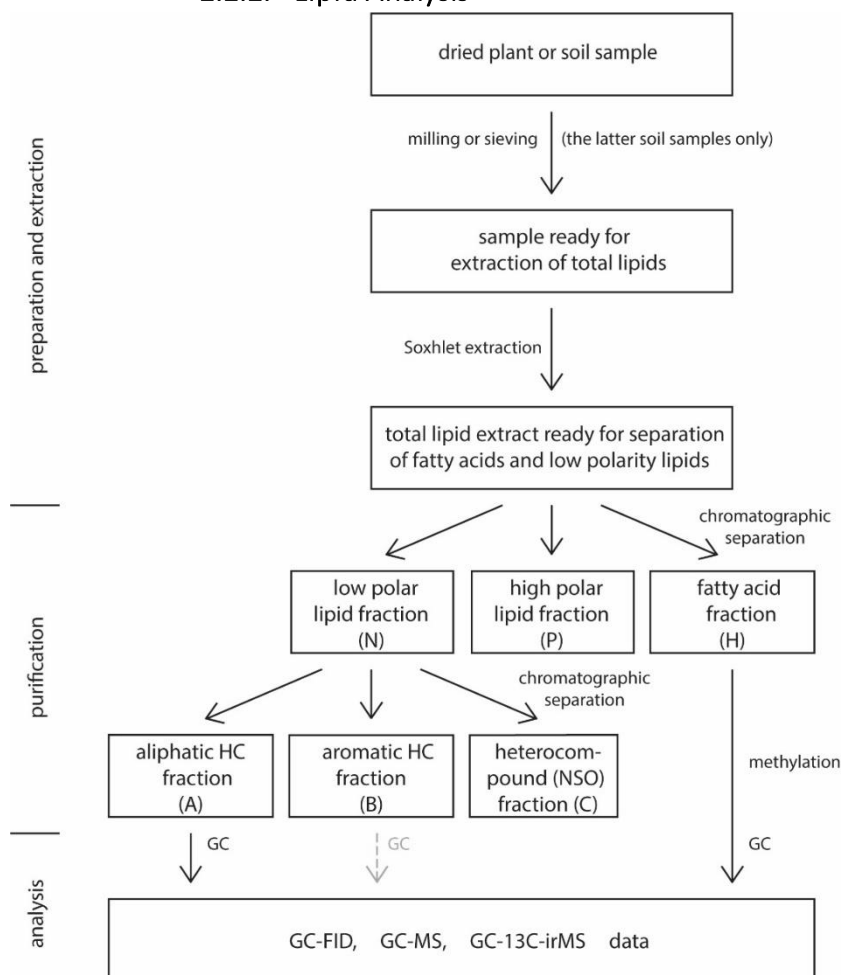 Lipid Analysis
dried plant or soil sample
milling or sieving (the latter soil samples only)
sample ready for
extraction of total lipids
Soxhlet extraction
total lipid extract ready for separation
of fatty acids and low polarity lipids
preparation and extraction
chromatographic
separation
low polar
lipid fraction
(N)
high polar
lipid fraction
(P)
fatty acid
fraction
(H)
purification
chromatographic
separation
aliphatic HC
fraction
(A)
aromatic HC
fraction
(B)
heterocom-
pound (NSO)
fraction (C)
methylation
GC
GC
GC
analysis
GC-FID, GC-MS, GC-13C-irMS data